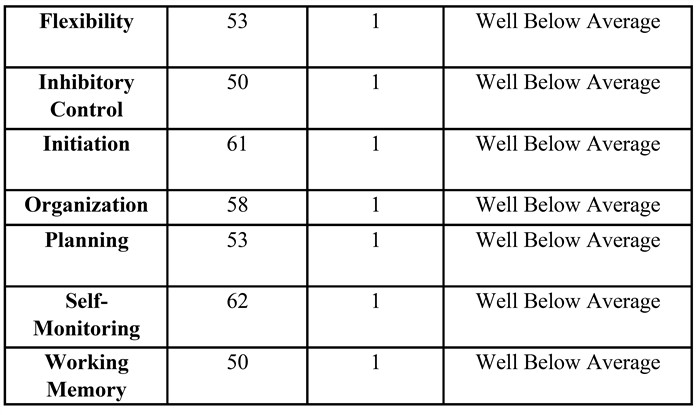 Flexibility 53 1 Well Below Average
Inhibitory 50 1 Well Below Average
Control
Initiation 61 1 Well Below Average
Organization 58 1 Well Below Average
Planning 53 1 Well Below Average
Self- 62 1 Well Below Average
Monitoring
Working 50 1 Well Below Average
Memory